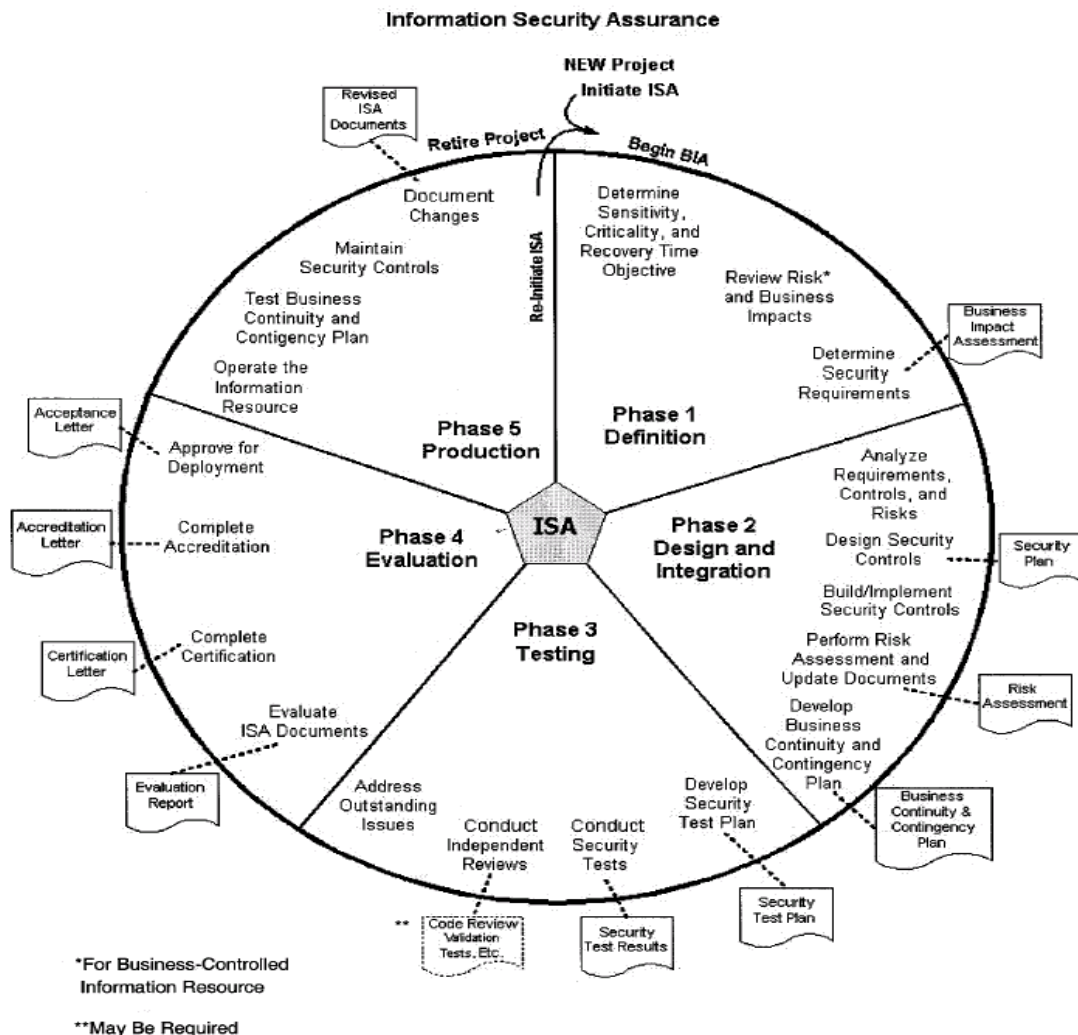 Information Security Assurance
NEW Project
Initiate ISA
Revised
ISA
Documents
Retire Project
Begin BIA
Re-Initiate ISA
Determine
Sensitivity,
Criticality, and
Recovery Time
Objective
Review Risk*
and Business
Impacts
Determine
Security
Requirements
Business
Impact
Assessment
Phase 1
Definition
Analyze
Requirements,
Controls, and
Risks
Design Security
Controls
Security
Plan
Build/Implement
Security Controls
Perform Risk
Assessment and
Update Documents
Risk
Assessment
Develop
Business
Continuity and
Contingency
Plan
Business
Continuity &
Contingency
Plan
Phase 2
Design and
Integration
ISA
Phase 3
Testing
Develop
Security
Test Plan
Security
Test Plan
Conduct
Security
Tests
Security
Test Results
Conduct
Independent
Reviews
**
Code Review
Validation
Tests, Etc.
Address
Outstanding
Issues
Phase 4
Evaluation
Evaluate
ISA Documents
Evaluation
Report
Complete
Certification
Certification
Letter
Complete
Accreditation
Accreditation
Letter
Approve for
Deployment
Acceptance
Letter
Phase 5
Production
Operate the
Information
Resource
Test Business
Continuity and
Contigency Plan
Maintain
Security Controls
Document
Changes
*For Business-Controlled
Information Resource
**May Be Required